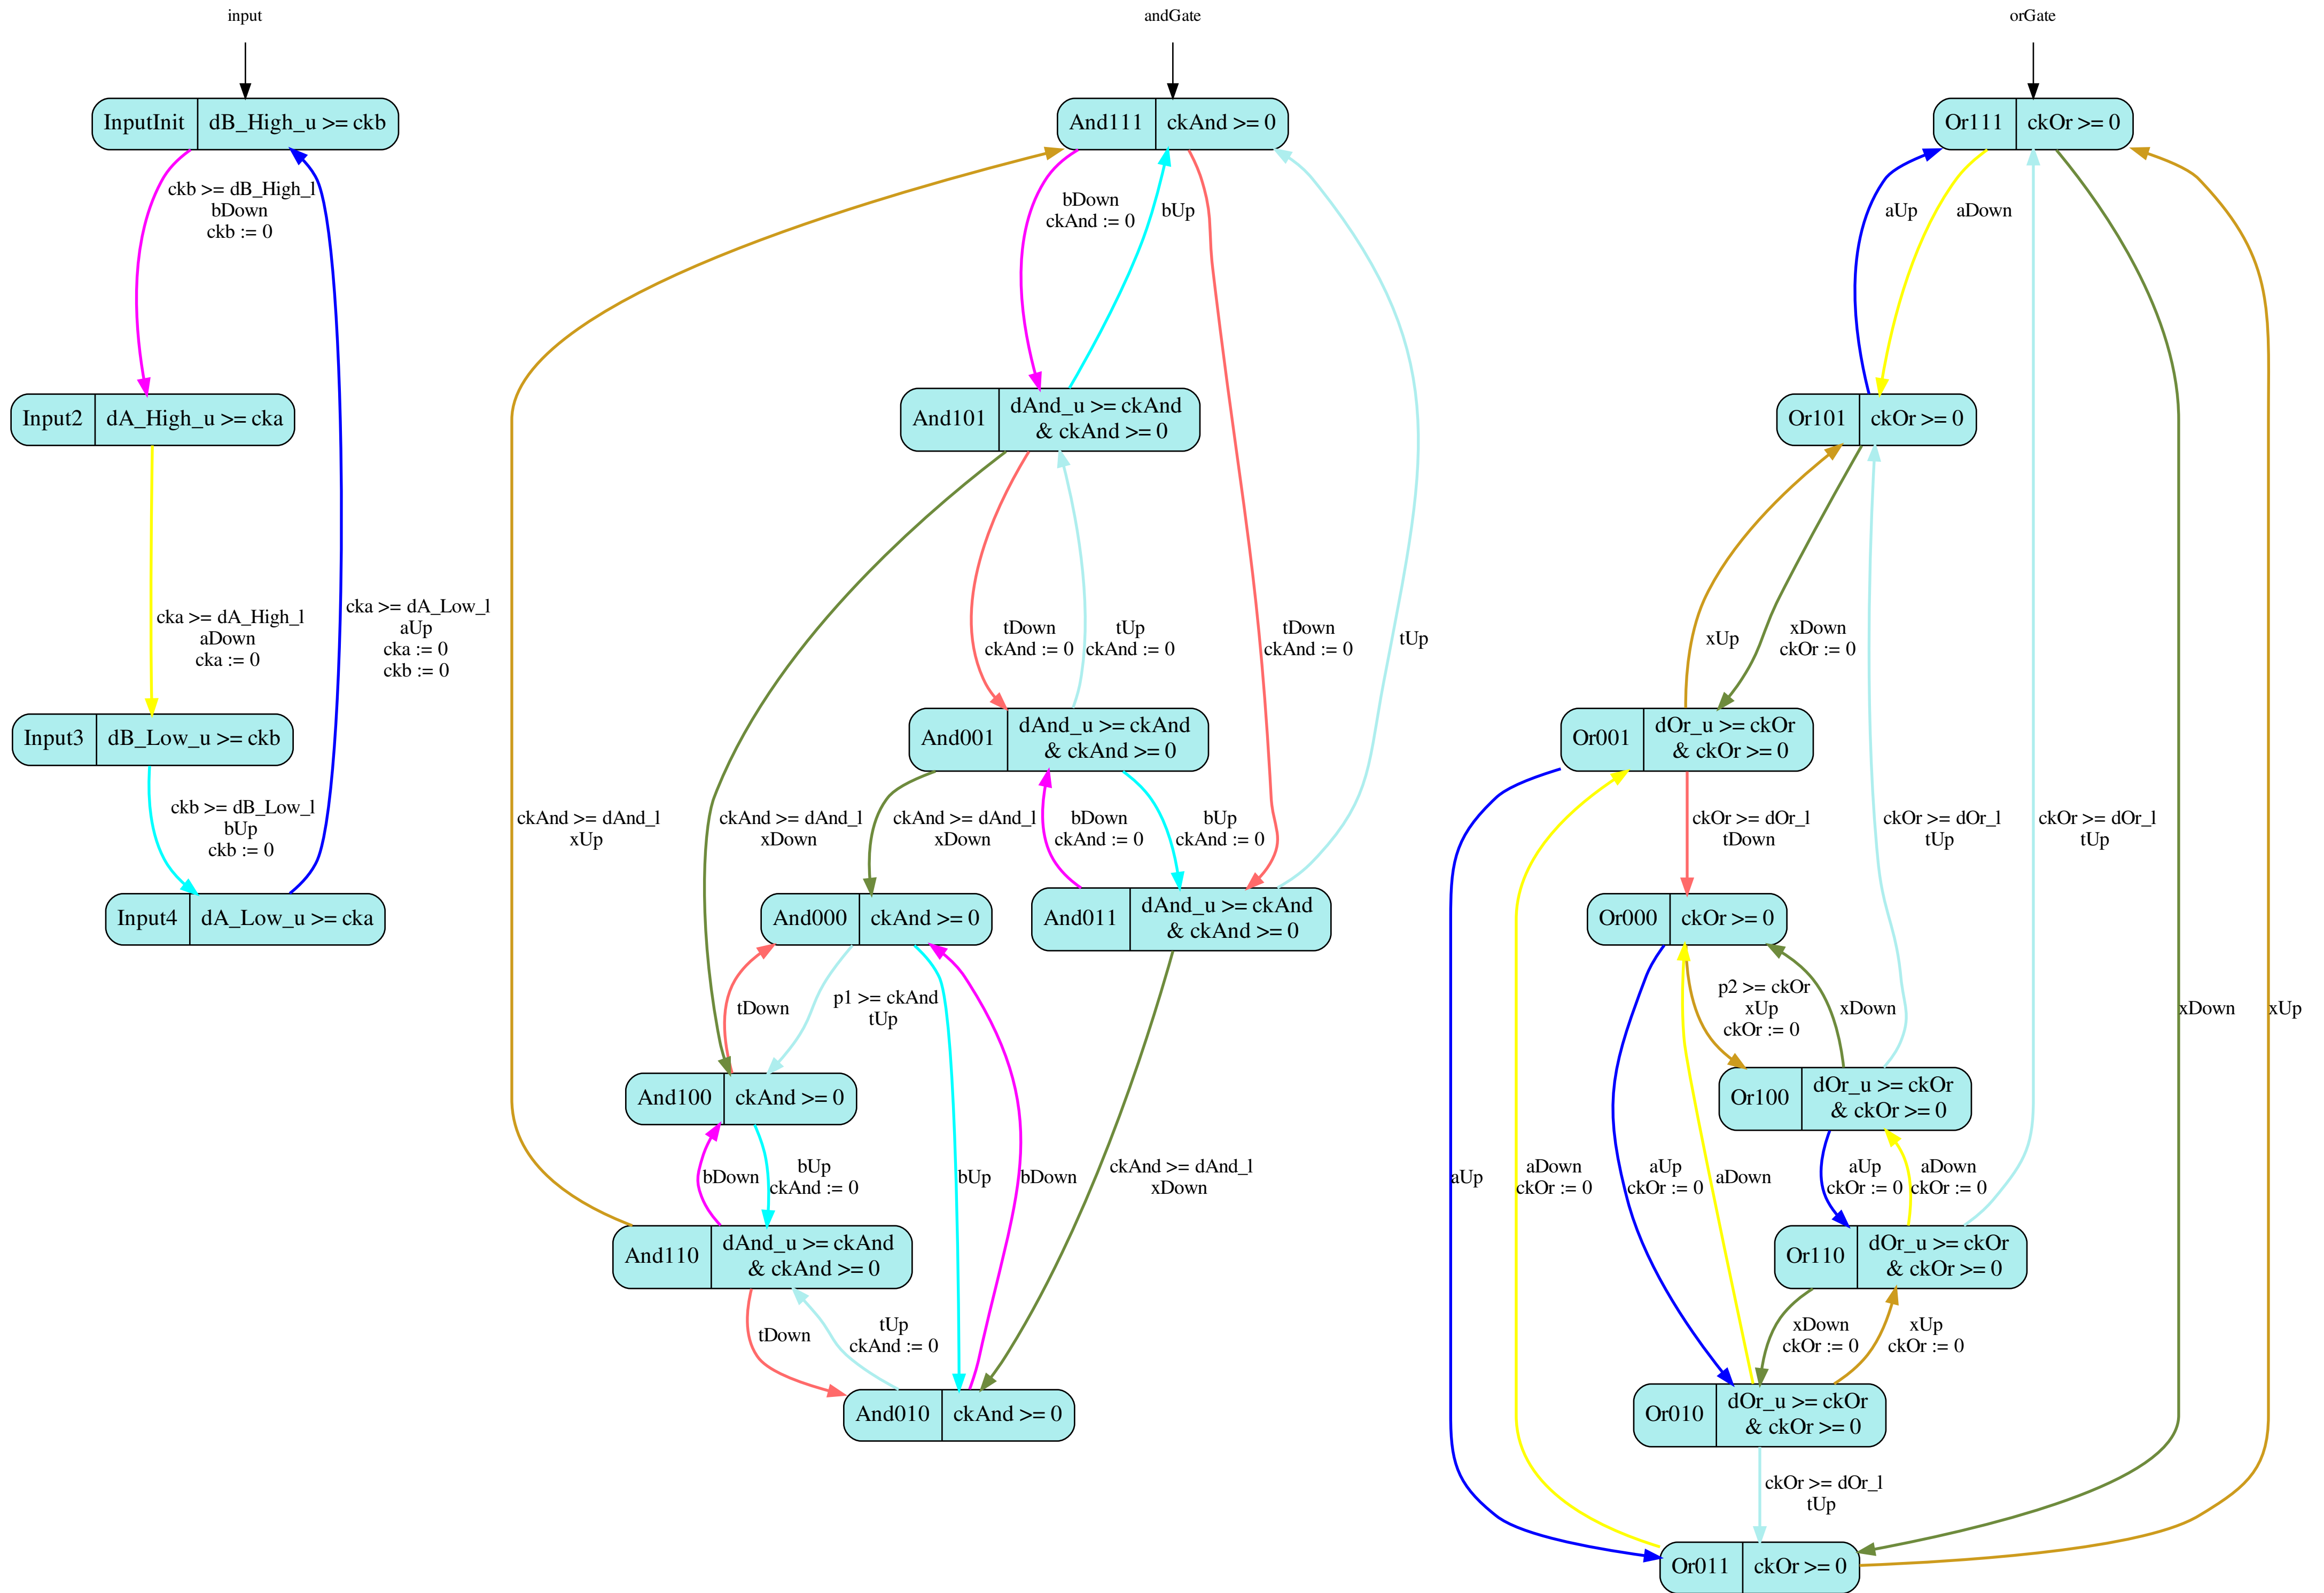 input
InputInit
dB_High_u >= ckb
ckb >= dB_High_l
bDown
ckb := 0
Input2
dA_High_u >= cka
cka >= dA_High_l
aDown
cka := 0
cka >= dA_Low_l
aUp
cka := 0
ckb := 0
Input3
dB_Low_u >= ckb
ckb >= dB_Low_l
bUp
ckb := 0
Input4
dA_Low_u >= cka
andGate
And111
ckAnd >= 0
bDown
ckAnd := 0
bUp
And101
dAnd_u >= ckAnd
& ckAnd >= 0
tDown
ckAnd := 0
tUp
ckAnd := 0
tDown
ckAnd := 0
tUp
And001
dAnd_u >= ckAnd
& ckAnd >= 0
ckAnd >= dAnd_l
xUp
ckAnd >= dAnd_l
xDown
ckAnd >= dAnd_l
xDown
bDown
ckAnd := 0
bUp
ckAnd := 0
And000
ckAnd >= 0
And011
dAnd_u >= ckAnd
& ckAnd >= 0
tDown
p1 >= ckAnd
tUp
And100
ckAnd >= 0
bDown
bUp
ckAnd := 0
bUp
bDown
ckAnd >= dAnd_l
xDown
And110
dAnd_u >= ckAnd
& ckAnd >= 0
tDown
tUp
ckAnd := 0
And010
ckAnd >= 0
orGate
Or111
ckOr >= 0
aUp
aDown
Or101
ckOr >= 0
xUp
xDown
ckOr := 0
Or001
dOr_u >= ckOr
& ckOr >= 0
ckOr >= dOr_l
tDown
ckOr >= dOr_l
tUp
ckOr >= dOr_l
tUp
Or000
ckOr >= 0
p2 >= ckOr
xUp
ckOr := 0
xDown
xDown
xUp
Or100
dOr_u >= ckOr
& ckOr >= 0
aUp
aDown
ckOr := 0
aUp
ckOr := 0
aDown
aUp
ckOr := 0
aDown
ckOr := 0
Or110
dOr_u >= ckOr
& ckOr >= 0
xDown
ckOr := 0
xUp
ckOr := 0
Or010
dOr_u >= ckOr
& ckOr >= 0
ckOr >= dOr_l
tUp
Or011
ckOr >= 0